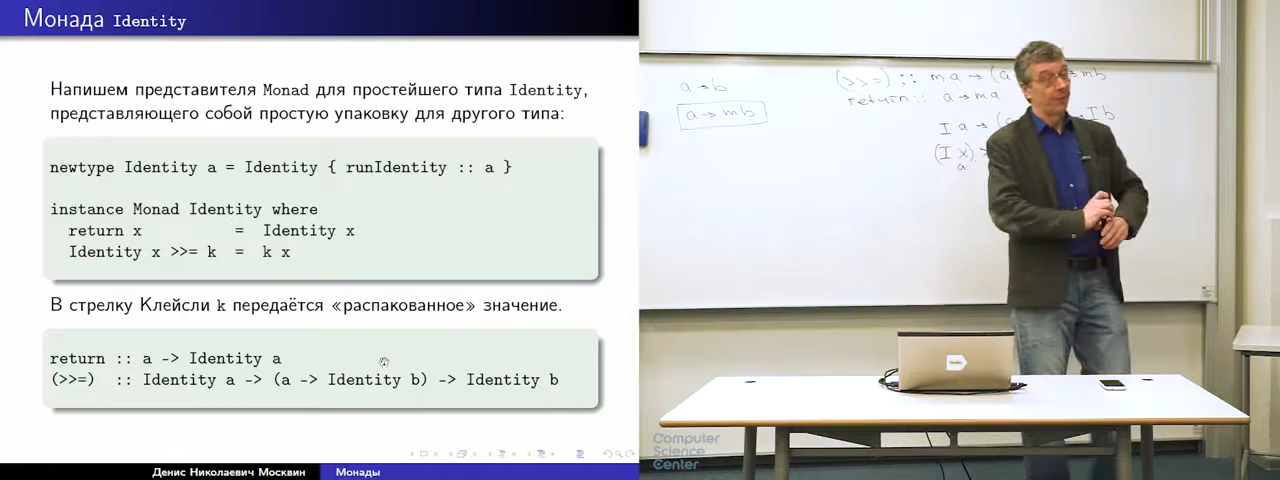 Монада Identity
Напишем представителя Monad для простейшего типа Identity,
представляющего собой простую упаковку для другого типа:
newtype Identity a = Identity { runIdentity :: a }
instance Monad Identity where
return x = Identity x
Identity x >>= k = k x
В стрелку Клейсли k передаётся «распакованное» значение.
return :: a -> Identity a
(>>=) :: Identity a -> (a -> Identity b) -> Identity b
Денис Николаевич Москвин Монады
a → b
a → m b
(>>=) :: m a → (a
m b
return :: a → m a
I a → (
I b
(I x)
a
Computer
Science
Center